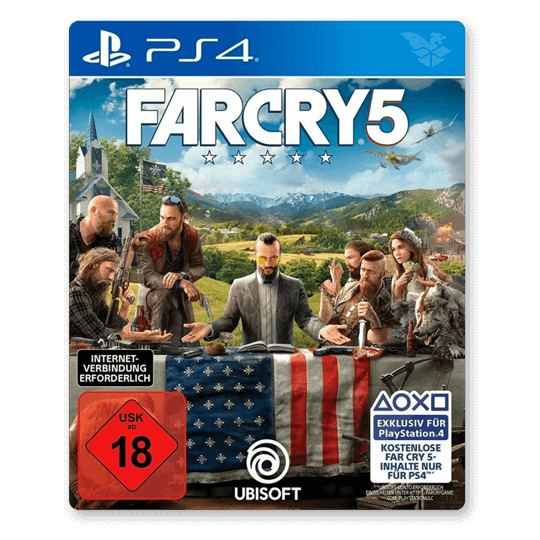 PS4
FARCRY5
INTERNET-
VERBINDUNG
ERFORDERLICH
USK
ab
18
UBISOFT
EXKLUSIV FÜR
PlayStation.4
KOSTENLOSE
FAR CRY 5-
INHALTE NUR
FÜR PS4™*